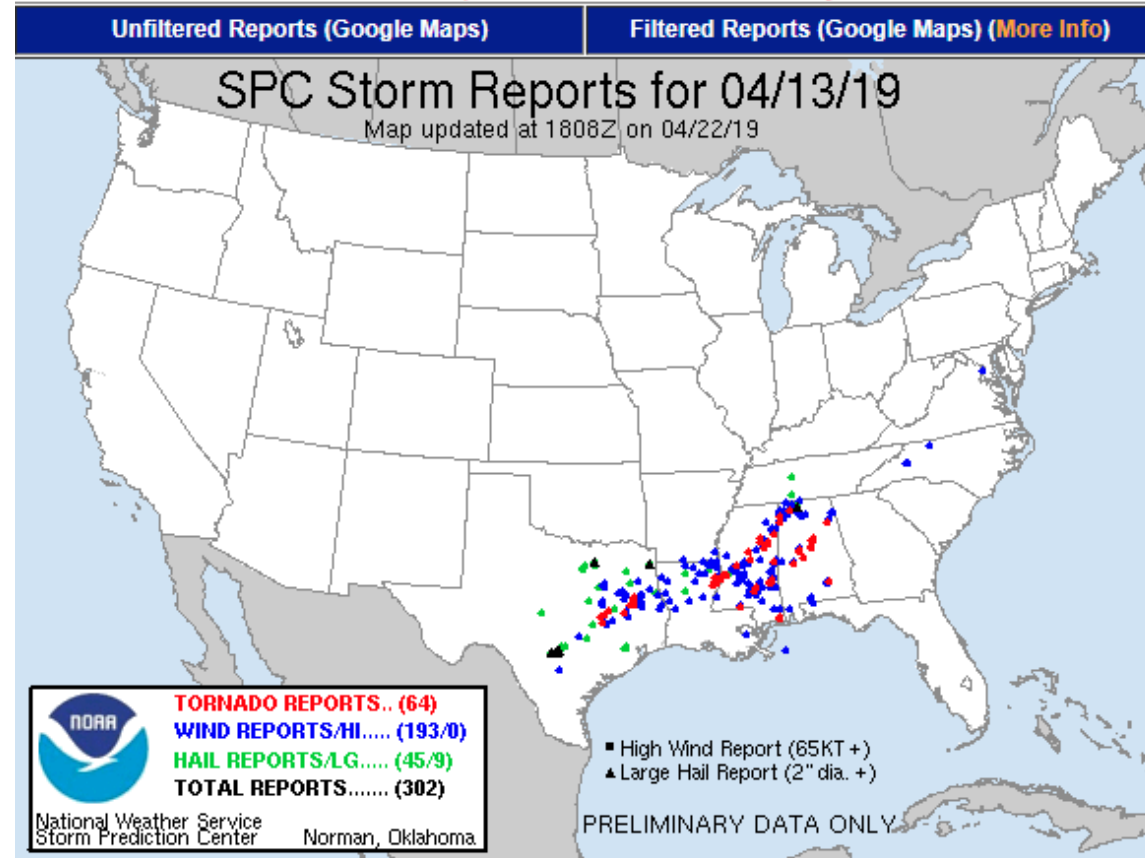 Unfiltered Reports (Google Maps)
Filtered Reports (Google Maps) (More Info)
SPC Storm Reports for 04/13/19
Map updated at 1808Z on 04/22/19
NOAA
TORNADO REPORTS.. (64)
WIND REPORTS/HI..... (193/0)
HAIL REPORTS/LG..... (45/9)
TOTAL REPORTS....... (302)
National Weather Service
Storm Prediction Center Norman, Oklahoma
High Wind Report (65KT +)
Large Hail Report (2" dia. +)
PRELIMINARY DATA ONLY